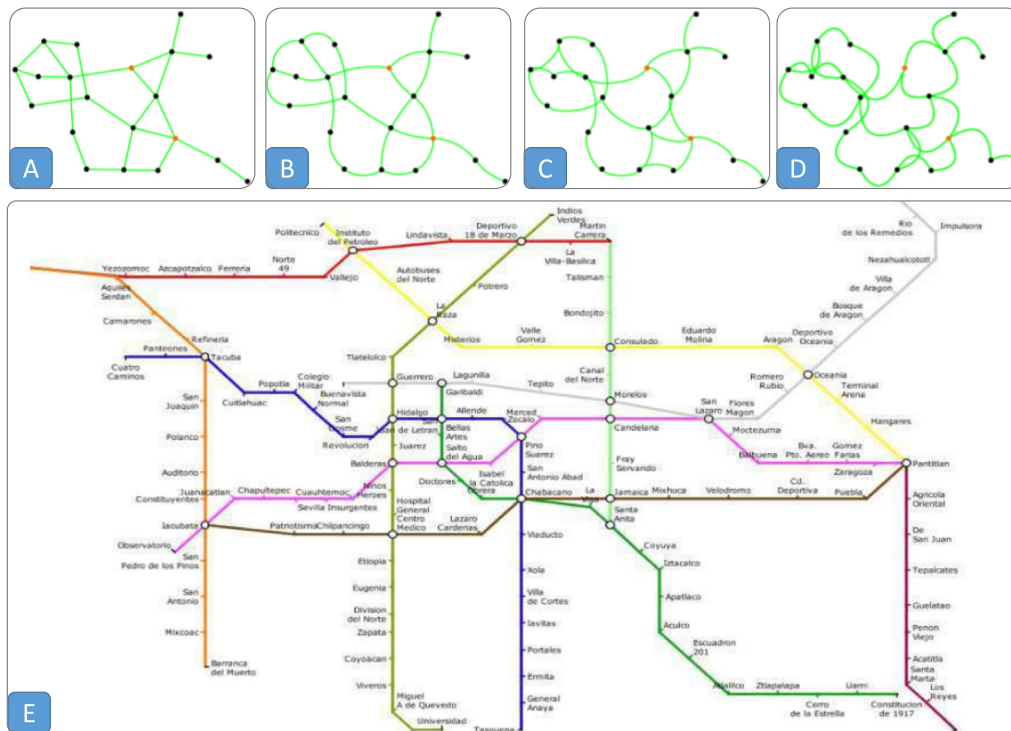 A
B
C
D
Politecnico
Instituto
del Petroleo
Lindavista
Deportivo
18 de Marzo
Indios
Verdes
Martin
Carrera
La
Villa-Basilica
Rio
de los Remedios
Impulsora
Nezahualcototl
Villa
de Aragon
Bosque
de Aragon
Yezozomoc
Azcapotzalco
Ferreria
Norte
49
Vallejo
Autobuses
del Norte
Potrero
Talisman
Aquiles
Serdan
Camarones
Refineria
La
Raza
Bondojito
Misterios
Valle
Gomez
Consulado
Eduardo
Molina
Aragon
Deportivo
Oceania
Panteones
Tacuba
Cuatro
Caminos
Tlatelolco
Canal
del Norte
Romero
Rubio
Oceania
Terminal
Arena
Popotla
Colegio
Militar
Cuitlahuac
Buenavista
Normal
Guerrero
Lagunilla
Garibaldi
Tepito
Morelos
San
Lazaro
Flores
Magon
Hangares
San
Joaquin
San
Cosme
Revolucion
Hidalgo
San
Juan de Letran
Allende
Bellas
Artes
Merced
Zocalo
Candelaria
Moctezuma
Polanco
Juarez
Salto
del Agua
Pino
Suarez
Balbuena
Bva.
Pto. Aereo
Gomez
Farias
Zaragoza
Pantitlan
Auditorio
Balderas
Doctores
Isabel
la Catolica
Obrera
San
Antonio Abad
Fray
Servando
Constituyentes
Juanacatlan
Chapultepec
Sevilla
Cuauhtemoc
Insurgentes
Ninos
Heroes
Chabacano
La
Viga
Jamaica
Mixhuca
Velodromo
Cd.
Deportiva
Puebla
Agricola
Oriental
Iacubata
Patriotismo
Chilpancingo
Hospital
General
Centro
Medico
Lazaro
Cardenas
Santa
Anita
Observatorio
San
Pedro de los Pinos
Viaducto
Coyuya
De
San Juan
Etiopia
Xola
Iztacalco
Tepalcates
San
Antonio
Eugenia
Villa
de Cortes
Apatlaco
Guelatao
Division
del Norte
Iavitas
Aculco
Penon
Viejo
Mixcoac
Zapata
Escuadron
201
Portales
Acatitla
Coyoacan
Ermita
Santa
Marta
Barranca
del Muerto
Viveros
General
Anaya
Atlalilco
Ztlapalapa
Cerro
de la Estrella
Uami
Constitucion
de 1917
Los
Reyes
Miguel
A de Quevedo
Universidad
E